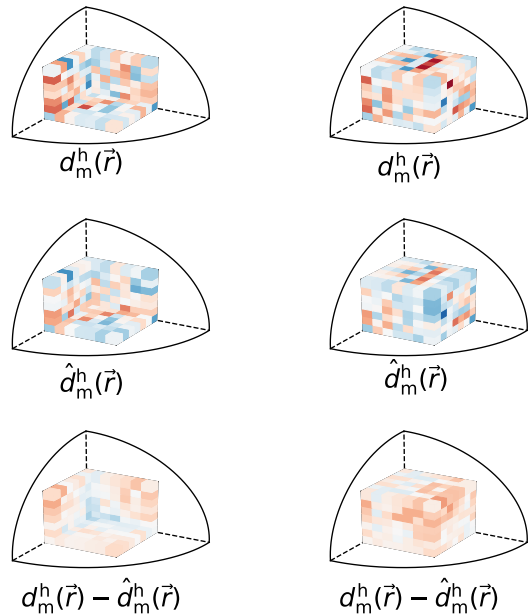 d_m^h(r⃗) d_m^h(r⃗)
d̂_m^h(r⃗) d̂_m^h(r⃗)
d_m^h(r⃗) − d̂_m^h(r⃗) d_m^h(r⃗) − d̂_m^h(r⃗)